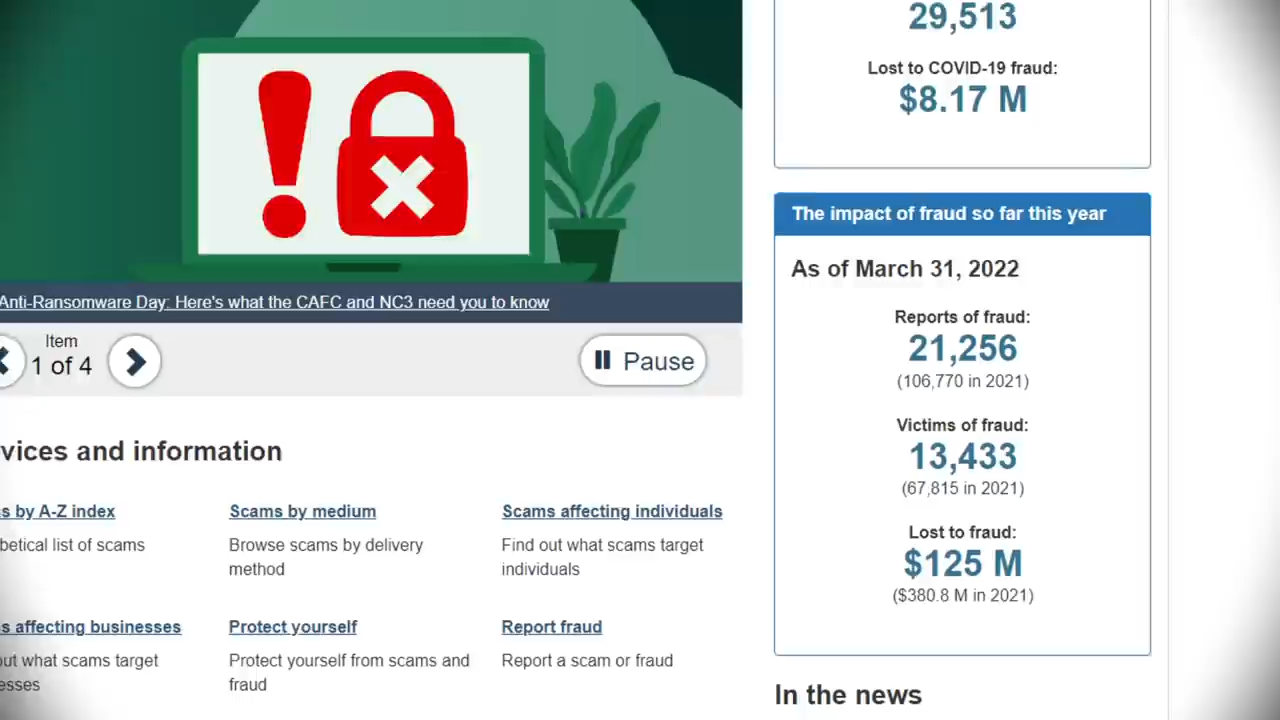 29,513
Lost to COVID-19 fraud:
$8.17 M
The impact of fraud so far this year
As of March 31, 2022
Reports of fraud:
21,256
(106,770 in 2021)
Victims of fraud:
13,433
(67,815 in 2021)
Lost to fraud:
$125 M
($380.8 M in 2021)
In the news
Anti-Ransomware Day: Here's what the CAFC and NC3 need you to know
Item
1 of 4
Pause
vices and information
s by A-Z index
betical list of scams
Scams by medium
Browse scams by delivery
method
Scams affecting individuals
Find out what scams target
individuals
s affecting businesses
out what scams target
esses
Protect yourself
Protect yourself from scams and
fraud
Report fraud
Report a scam or fraud